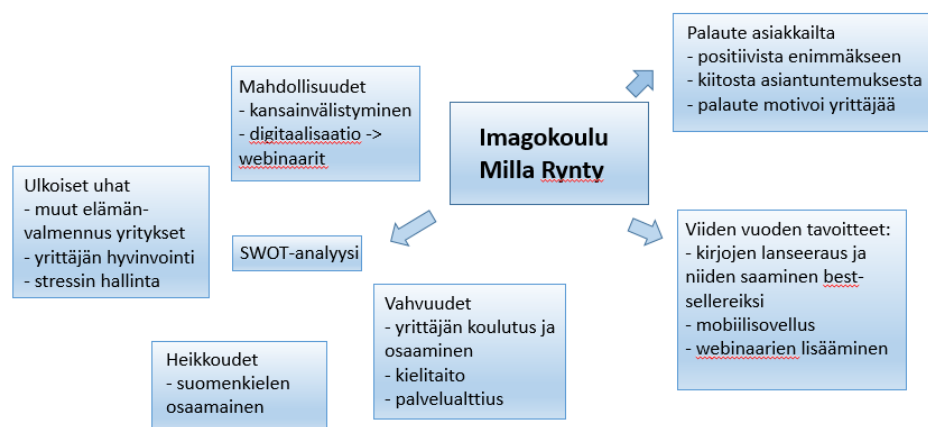 Imagokoulu
Milla Rynty
Palaute asiakkailta
- positiivista enimmäkseen
- kiitosta asiantuntemuksesta
- palaute motivoi yrittäjää
Mahdollisuudet
- kansainvälistyminen
- digitaalisaatio ->
webinaarit
Ulkoiset uhat
- muut elämän-
valmennus yritykset
- yrittäjän hyvinvointi
- stressin hallinta
SWOT-analyysi
Viiden vuoden tavoitteet:
- kirjojen lanseeraus ja
niiden saaminen best-
sellereiksi
- mobiilisovellus
- webinaarien lisääminen
Vahvuudet
- yrittäjän koulutus ja
osaaminen
- kielitaito
- palvelualttius
Heikkoudet
- suomenkielen
osaamainen